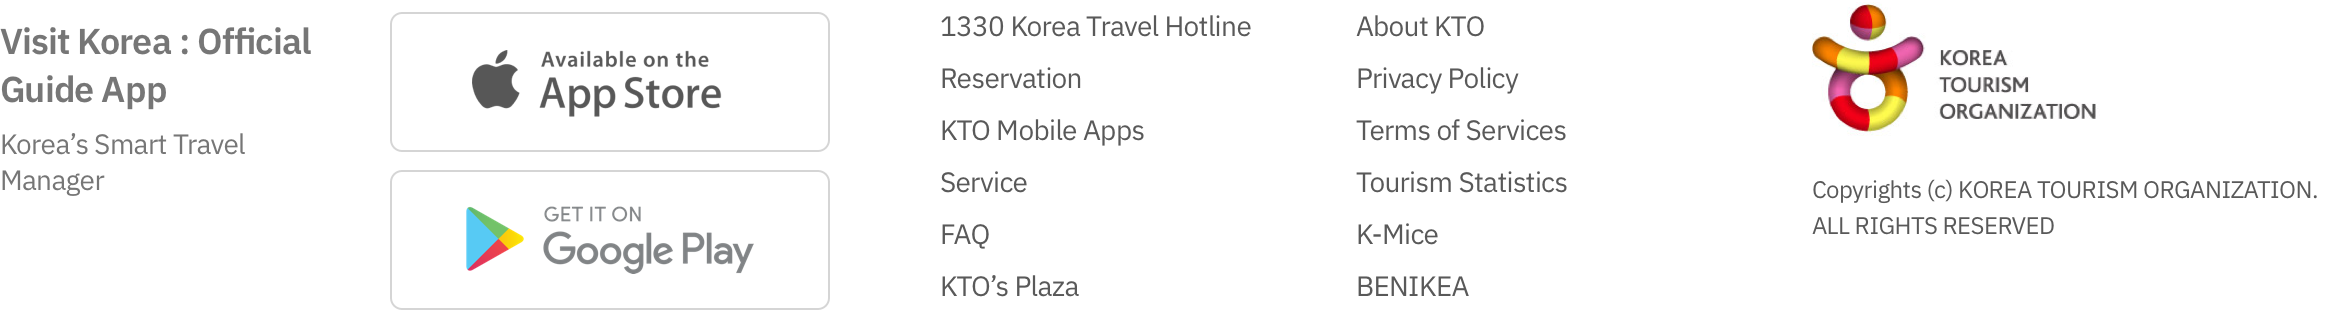 Visit Korea : Official
Guide App
Korea’s Smart Travel
Manager
Available on the
App Store
GET IT ON
Google Play
1330 Korea Travel Hotline
Reservation
KTO Mobile Apps
Service
FAQ
KTO’s Plaza
About KTO
Privacy Policy
Terms of Services
Tourism Statistics
K-Mice
BENIKEA
KOREA
TOURISM
ORGANIZATION
Copyrights (c) KOREA TOURISM ORGANIZATION.
ALL RIGHTS RESERVED